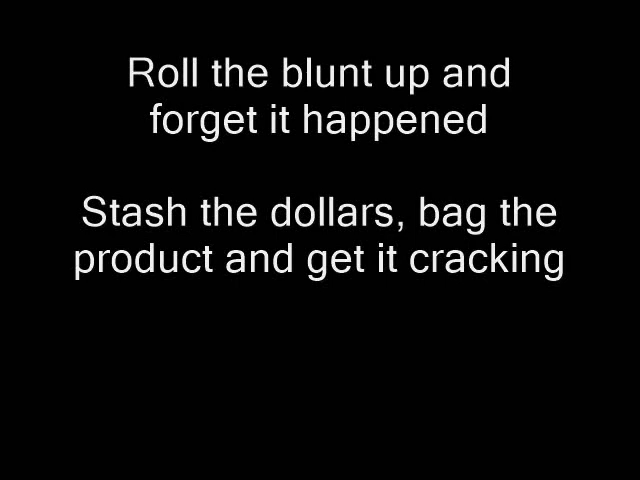 Roll the blunt up and
forget it happened
Stash the dollars, bag the
product and get it cracking